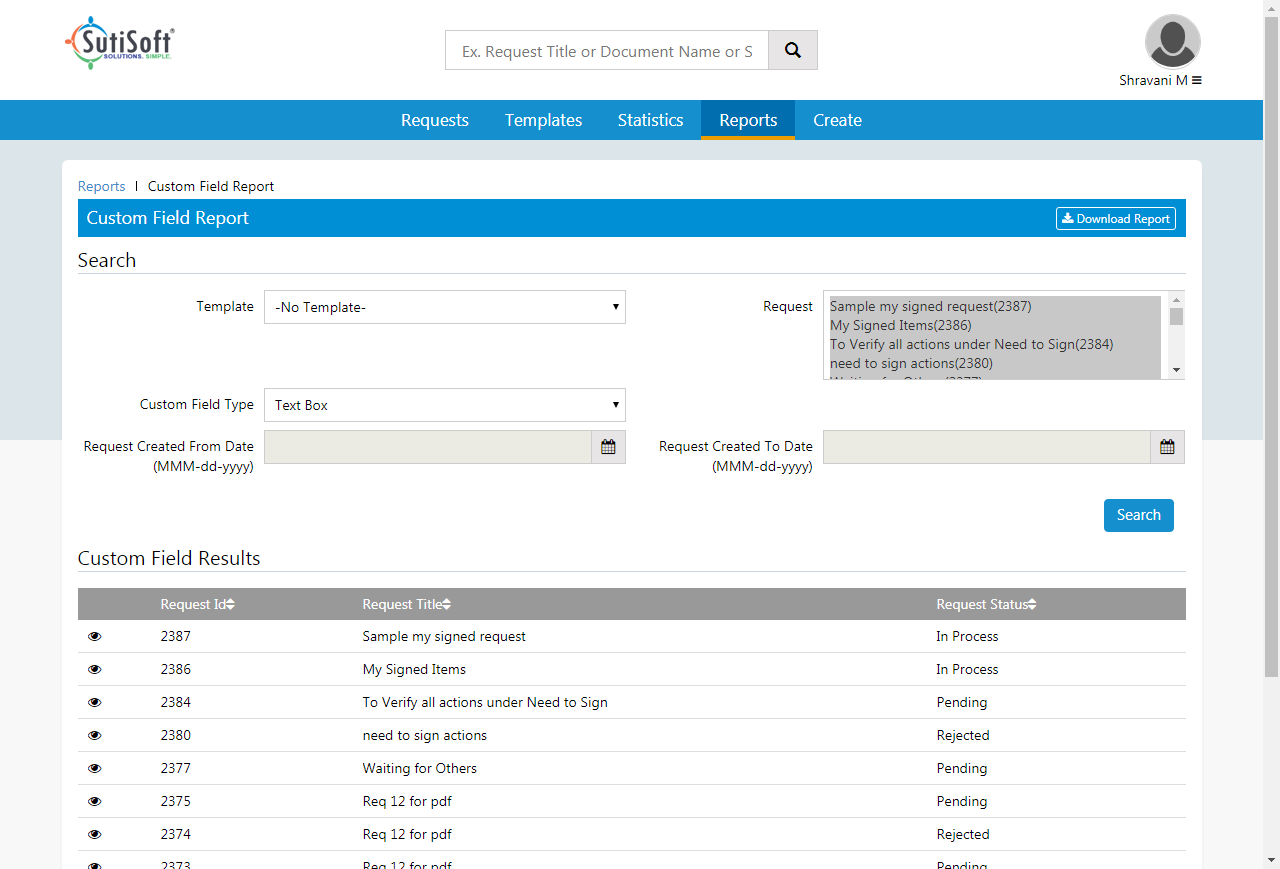 SutiSoft®
SOLUTIONS. SIMPLE.
Ex. Request Title or Document Name or S
Shravani M
Requests Templates Statistics Reports Create
Reports | Custom Field Report
Custom Field Report Download Report
Search
Template -No Template- Request Sample my signed request(2387)
My Signed Items(2386)
To Verify all actions under Need to Sign(2384)
need to sign actions(2380)
Waiting for Others(2377)
Custom Field Type Text Box
Request Created From Date Request Created To Date
(MMM-dd-yyyy) (MMM-dd-yyyy)
Search
Custom Field Results
Request Id Request Title Request Status
2387 Sample my signed request In Process
2386 My Signed Items In Process
2384 To Verify all actions under Need to Sign Pending
2380 need to sign actions Rejected
2377 Waiting for Others Pending
2375 Req 12 for pdf Pending
2374 Req 12 for pdf Rejected
2373 Req 12 for pdf Pending